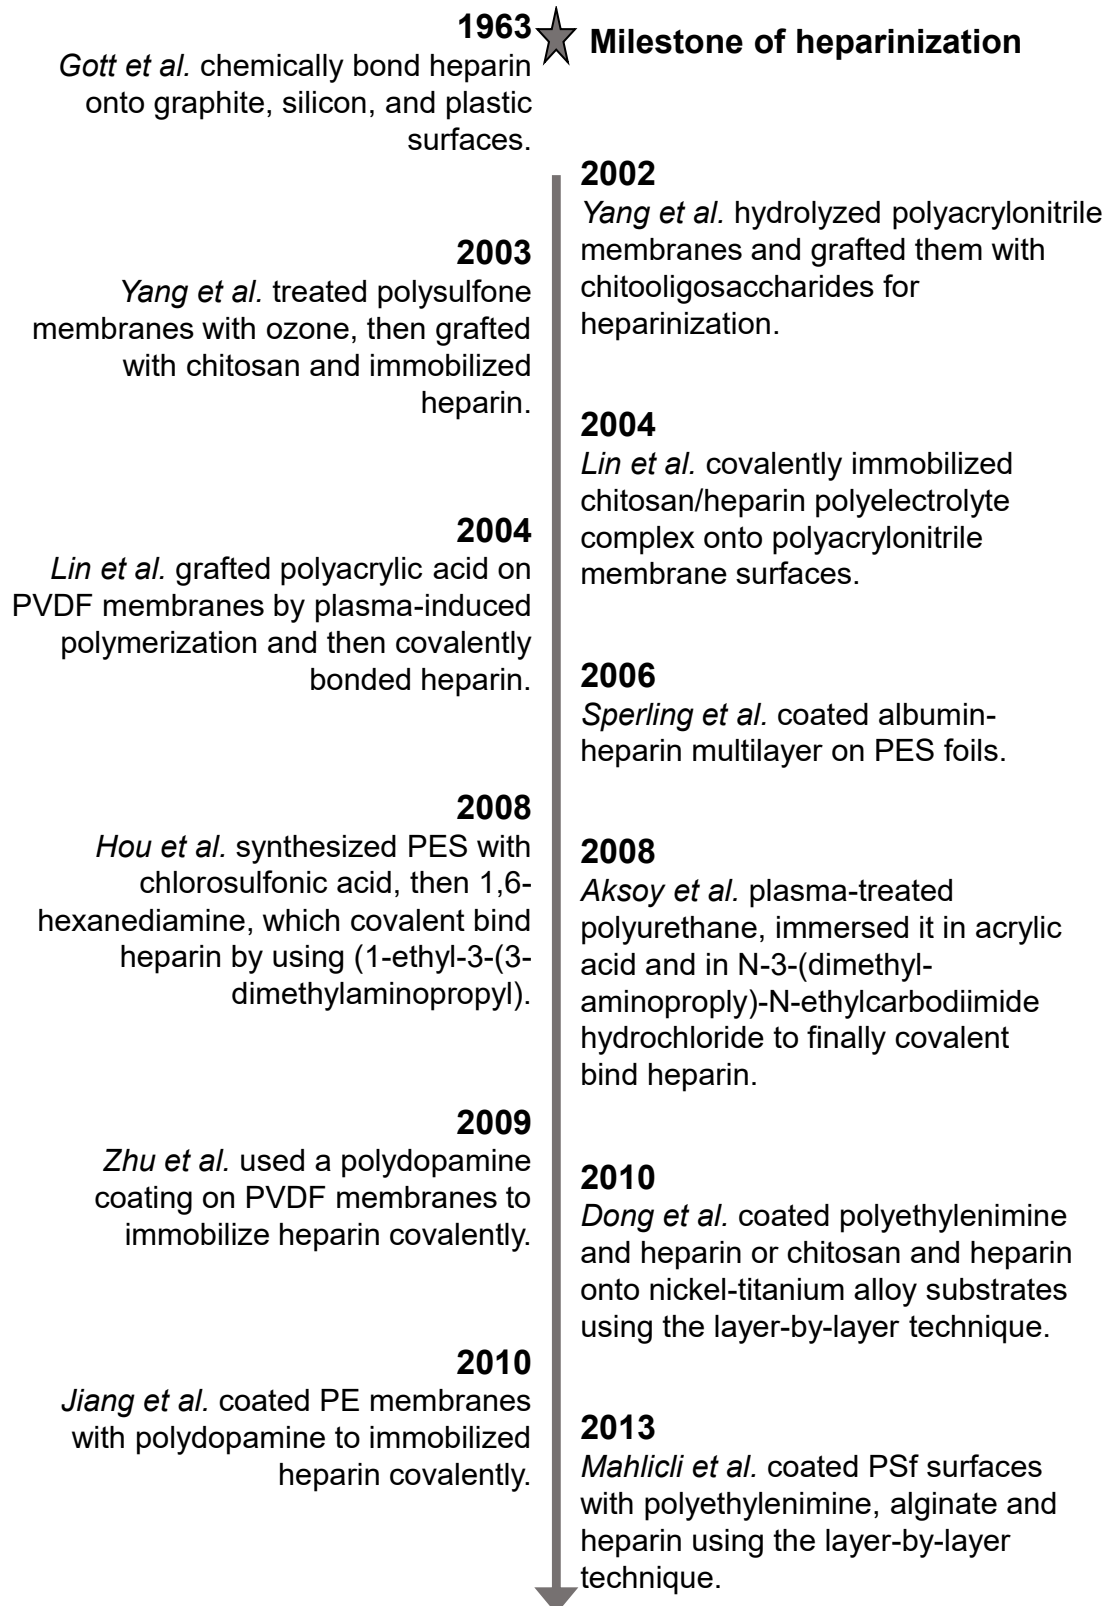 1963
Milestone of heparinization
Gott et al. chemically bond heparin
onto graphite, silicon, and plastic
surfaces.
2002
Yang et al. hydrolyzed polyacrylonitrile
membranes and grafted them with
chitooligosaccharides for
heparinization.
2003
Yang et al. treated polysulfone
membranes with ozone, then grafted
with chitosan and immobilized
heparin.
2004
Lin et al. covalently immobilized
chitosan/heparin polyelectrolyte
complex onto polyacrylonitrile
membrane surfaces.
2004
Lin et al. grafted polyacrylic acid on
PVDF membranes by plasma-induced
polymerization and then covalently
bonded heparin.
2006
Sperling et al. coated albumin-
heparin multilayer on PES foils.
2008
Hou et al. synthesized PES with
chlorosulfonic acid, then 1,6-
hexanediamine, which covalent bind
heparin by using (1-ethyl-3-(3-
dimethylaminopropyl).
2008
Aksoy et al. plasma-treated
polyurethane, immersed it in acrylic
acid and in N-3-(dimethyl-
aminoproply)-N-ethylcarbodiimide
hydrochloride to finally covalent
bind heparin.
2009
Zhu et al. used a polydopamine
coating on PVDF membranes to
immobilize heparin covalently.
2010
Dong et al. coated polyethylenimine
and heparin or chitosan and heparin
onto nickel-titanium alloy substrates
using the layer-by-layer technique.
2010
Jiang et al. coated PE membranes
with polydopamine to immobilized
heparin covalently.
2013
Mahlicli et al. coated PSf surfaces
with polyethylenimine, alginate and
heparin using the layer-by-layer
technique.